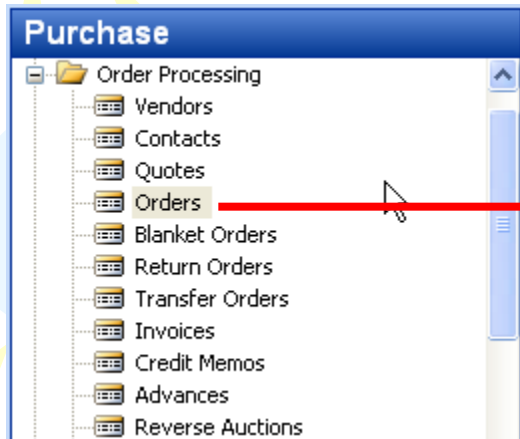 Purchase
Order Processing
Vendors
Contacts
Quotes
Orders
Blanket Orders
Return Orders
Transfer Orders
Invoices
Credit Memos
Advances
Reverse Auctions